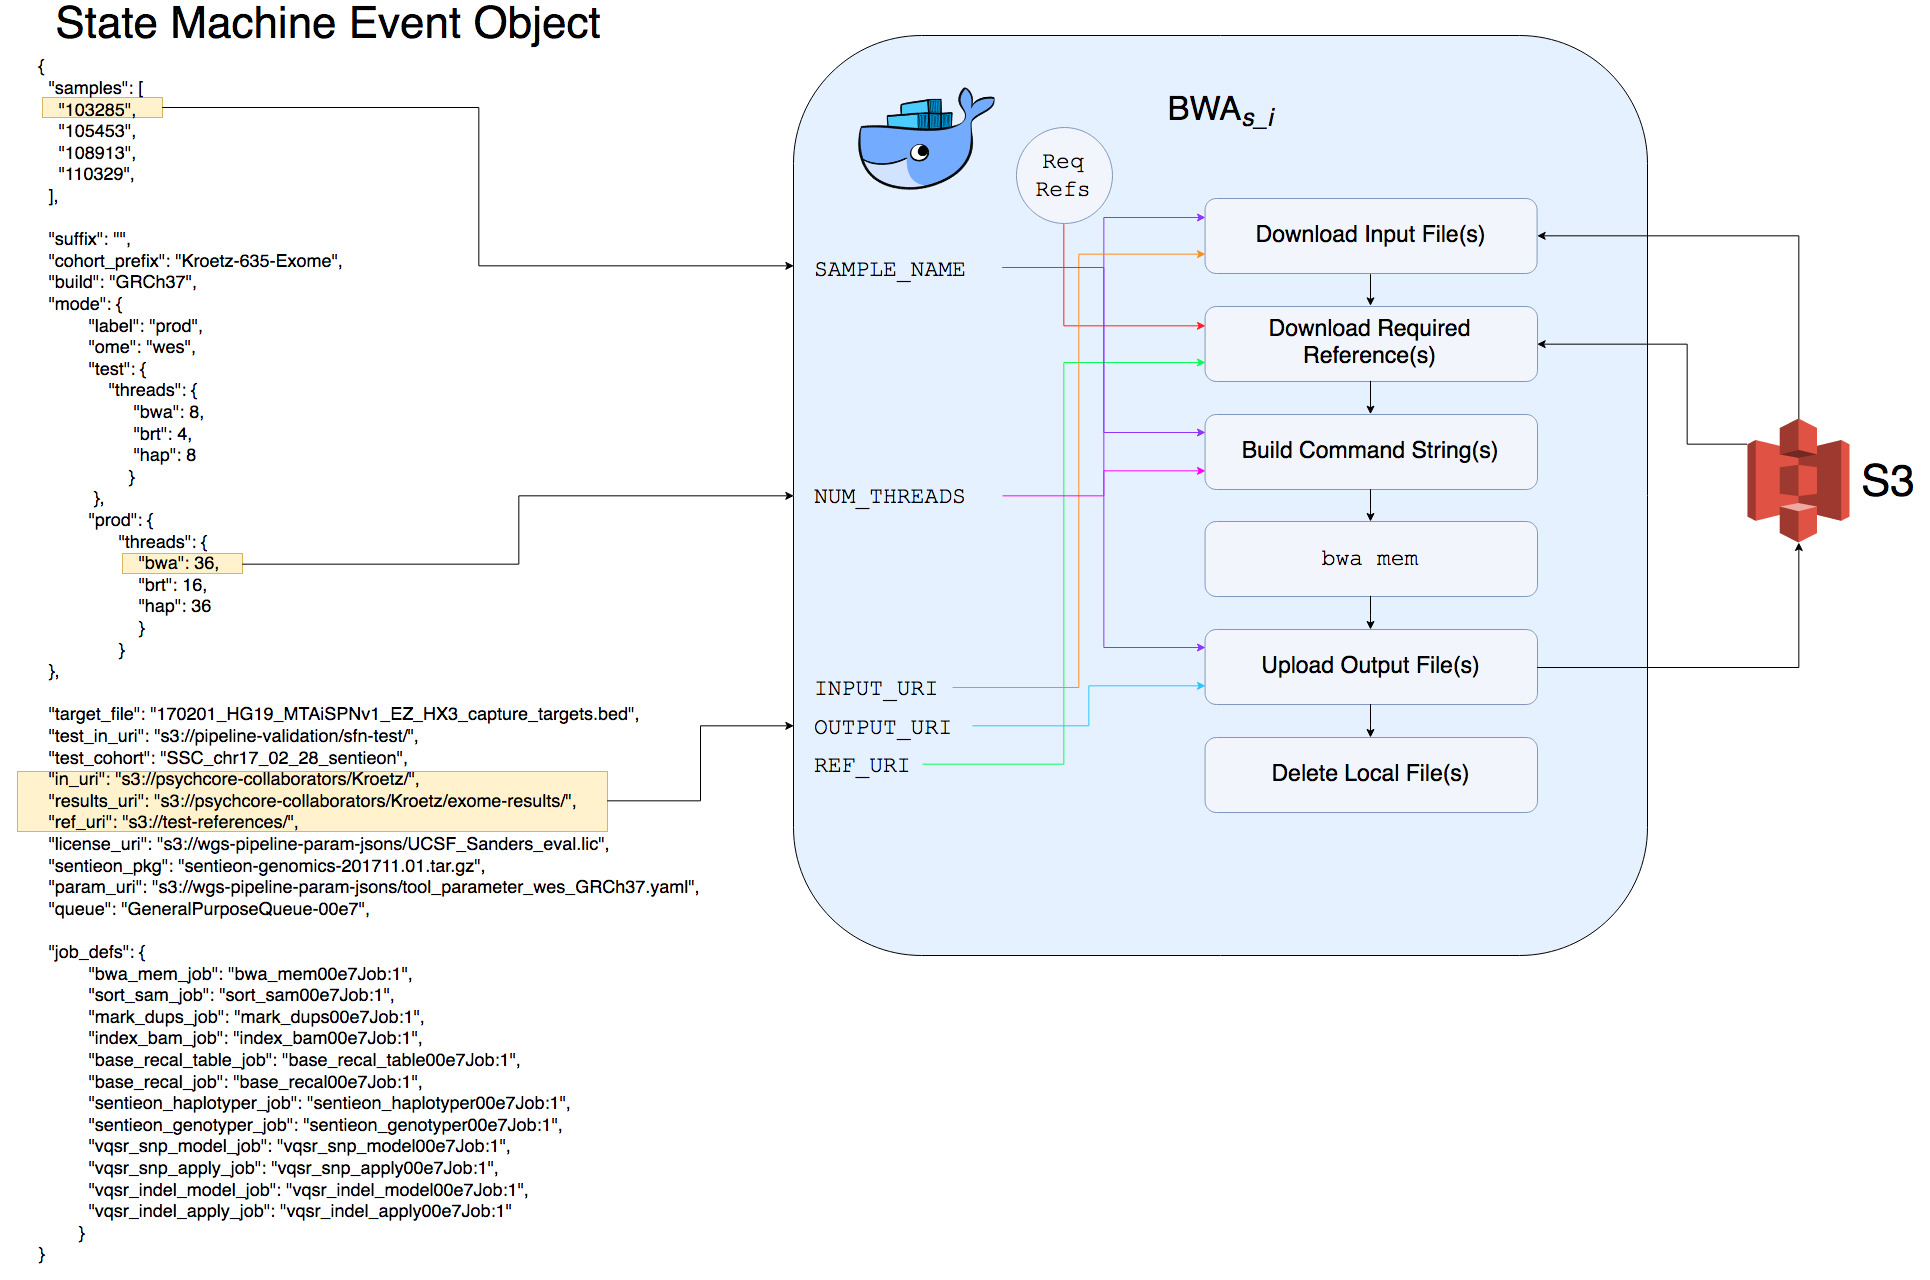 State Machine Event Object
{
"samples": [
"103285",
"105453",
"108913",
"110329",
],
"suffix": "",
"cohort_prefix": "Kroetz-635-Exome",
"build": "GRCh37",
"mode": {
"label": "prod",
"ome": "wes",
"test": {
"threads": {
"bwa": 8,
"brt": 4,
"hap": 8
}
},
"prod": {
"threads": {
"bwa": 36,
"brt": 16,
"hap": 36
}
}
},
"target_file": "170201_HG19_MTAiSPNv1_EZ_HX3_capture_targets.bed",
"test_in_uri": "s3://pipeline-validation/sfn-test/",
"test_cohort": "SSC_chr17_02_28_sentieon",
"in_uri": "s3://psychcore-collaborators/Kroetz/",
"results_uri": "s3://psychcore-collaborators/Kroetz/exome-results/",
"ref_uri": "s3://test-references/",
"license_uri": "s3://wgs-pipeline-param-jsons/UCSF_Sanders_eval.lic",
"sentieon_pkg": "sentieon-genomics-201711.01.tar.gz",
"param_uri": "s3://wgs-pipeline-param-jsons/tool_parameter_wes_GRCh37.yaml",
"queue": "GeneralPurposeQueue-00e7",
"job_defs": {
"bwa_mem_job": "bwa_mem00e7Job:1",
"sort_sam_job": "sort_sam00e7Job:1",
"mark_dups_job": "mark_dups00e7Job:1",
"index_bam_job": "index_bam00e7Job:1",
"base_recal_table_job": "base_recal_table00e7Job:1",
"base_recal_job": "base_recal00e7Job:1",
"sentieon_haplotyper_job": "sentieon_haplotyper00e7Job:1",
"sentieon_genotyper_job": "sentieon_genotyper00e7Job:1",
"vqsr_snp_model_job": "vqsr_snp_model00e7Job:1",
"vqsr_snp_apply_job": "vqsr_snp_apply00e7Job:1",
"vqsr_indel_model_job": "vqsr_indel_model00e7Job:1",
"vqsr_indel_apply_job": "vqsr_indel_apply00e7Job:1"
}
}
BWAs_i
Req
Refs
SAMPLE_NAME
NUM_THREADS
INPUT_URI
OUTPUT_URI
REF_URI
Download Input File(s)
Download Required
Reference(s)
Build Command String(s)
bwa mem
Upload Output File(s)
Delete Local File(s)
S3